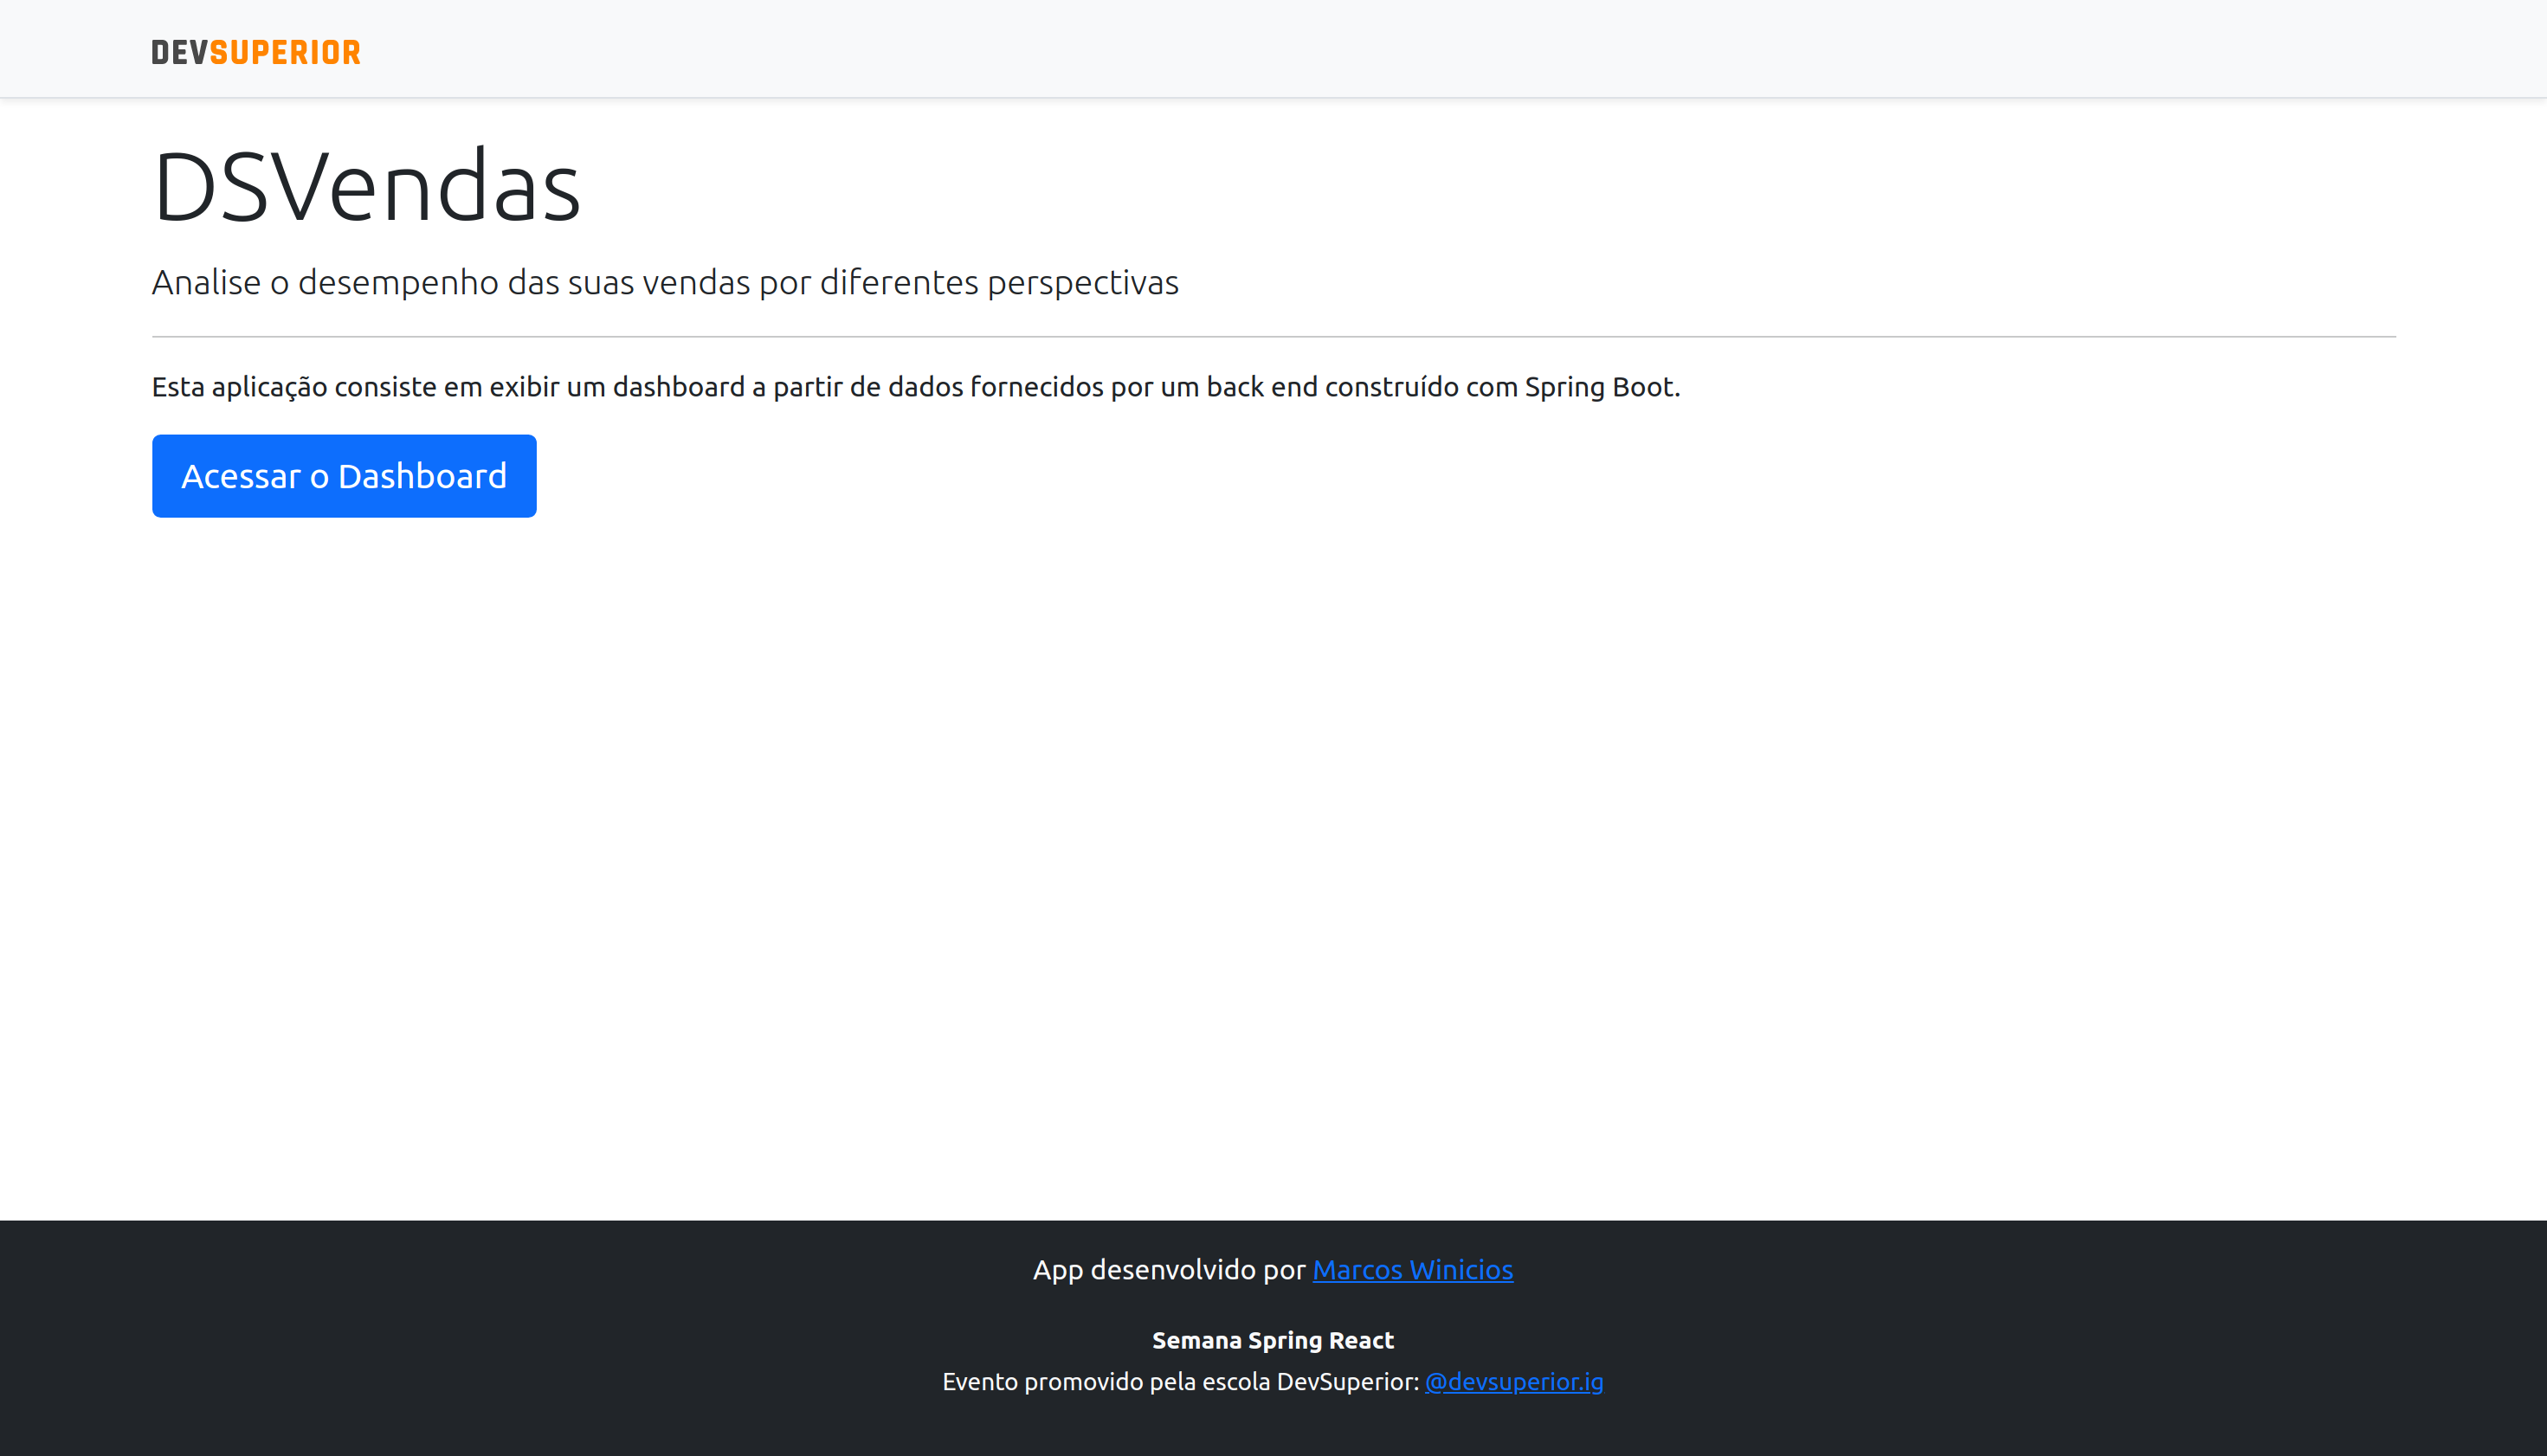 DEVSUPERIOR
DSVendas
Analise o desempenho das suas vendas por diferentes perspectivas
Esta aplicação consiste em exibir um dashboard a partir de dados fornecidos por um back end construído com Spring Boot.
Acessar o Dashboard
App desenvolvido por Marcos Winicios
Semana Spring React
Evento promovido pela escola DevSuperior: @devsuperior.ig